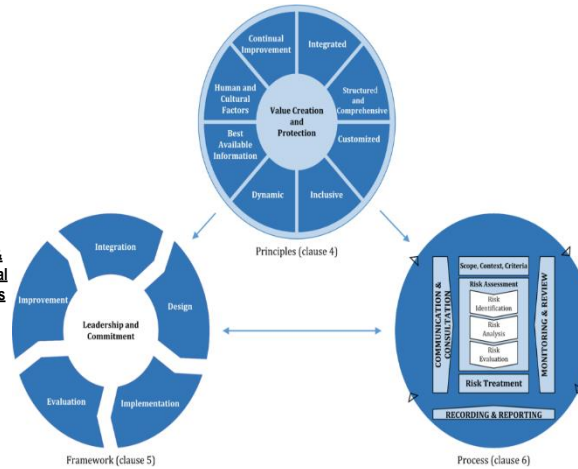 Continual
Improvement
Integrated
Human and
Cultural
Factors
Structured
and
Comprehensive
Value Creation
and
Protection
Best
Available
Information
Customized
Dynamic
Inclusive
Principles (clause 4)
Integration
Improvement
Design
Leadership and
Commitment
Evaluation
Implementation
Framework (clause 5)
Scope, Context, Criteria
Risk Assessment
Risk
Identification
Risk
Analysis
Risk
Evaluation
Risk Treatment
COMMUNICATION &
CONSULTATION
MONITORING & REVIEW
RECORDING & REPORTING
Process (clause 6)